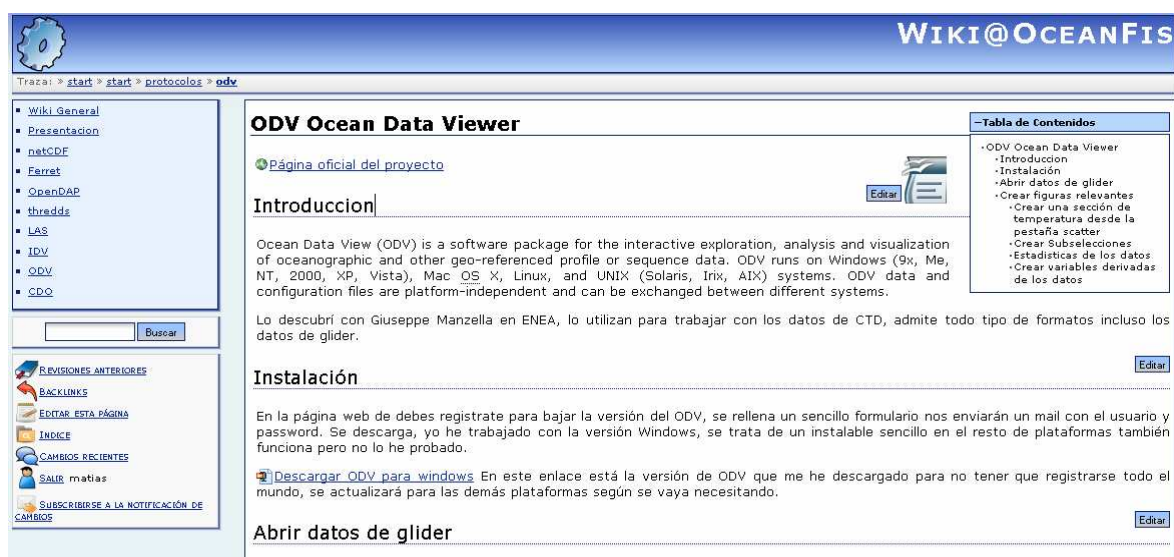 WIKI@OCEANFIS
Traza: » start » start » protocolos » odv
Wiki General
Presentacion
netCDF
Ferret
OpenDAP
thredds
LAS
IDV
ODV
CDO
Buscar
REVISIONES ANTERIORES
BACKLINKS
EDITAR ESTA PÁGINA
INDICE
CAMBIOS RECIENTES
SALIR matias
SUBSCRIBIRSE A LA NOTIFICACIÓN DE
CAMBIOS
ODV Ocean Data Viewer
Página oficial del proyecto
Editar
Introduccion
Ocean Data View (ODV) is a software package for the interactive exploration, analysis and visualization
of oceanographic and other geo-referenced profile or sequence data. ODV runs on Windows (9x, Me,
NT, 2000, XP, Vista), Mac OS X, Linux, and UNIX (Solaris, Irix, AIX) systems. ODV data and
configuration files are platform-independent and can be exchanged between different systems.
Lo descubrí con Giuseppe Manzella en ENEA, lo utilizan para trabajar con los datos de CTD, admite todo tipo de formatos incluso los
datos de glider.
Editar
Instalación
En la página web de debes registrate para bajar la versión del ODV, se rellena un sencillo formulario nos enviarán un mail con el usuario y
password. Se descarga, yo he trabajado con la versión Windows, se trata de un instalable sencillo en el resto de plataformas también
funciona pero no lo he probado.
Descargar ODV para windows En este enlace está la versión de ODV que me he descargado para no tener que registrarse todo el
mundo, se actualizará para las demás plataformas según se vaya necesitando.
Editar
Abrir datos de glider
−Tabla de Contenidos
ODV Ocean Data Viewer
Introduccion
Instalación
Abrir datos de glider
Crear figuras relevantes
Crear una sección de
temperatura desde la
pestaña scatter
Crear Subselecciones
Estadisticas de los datos
Crear variables derivadas
de los datos